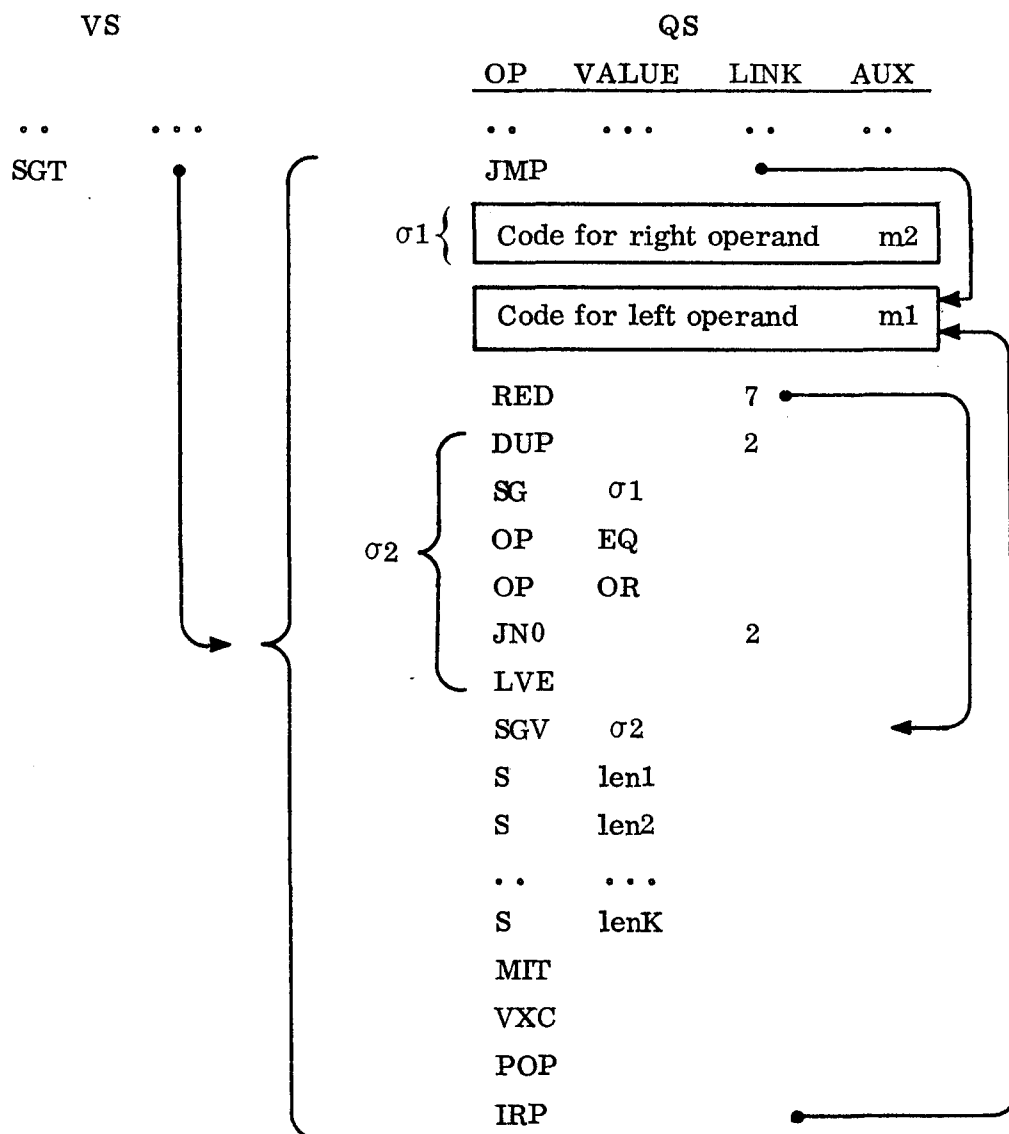 VS QS
OP VALUE LINK AUX
.. ... .. ... .. ..
SGT JMP
σ1 Code for right operand m2
Code for left operand m1
RED 7
DUP 2
SG σ1
σ2 OP EQ
OP OR
JN0 2
LVE
SGV σ2
S len1
S len2
.. ...
S lenK
MIT
VXC
POP
IRP